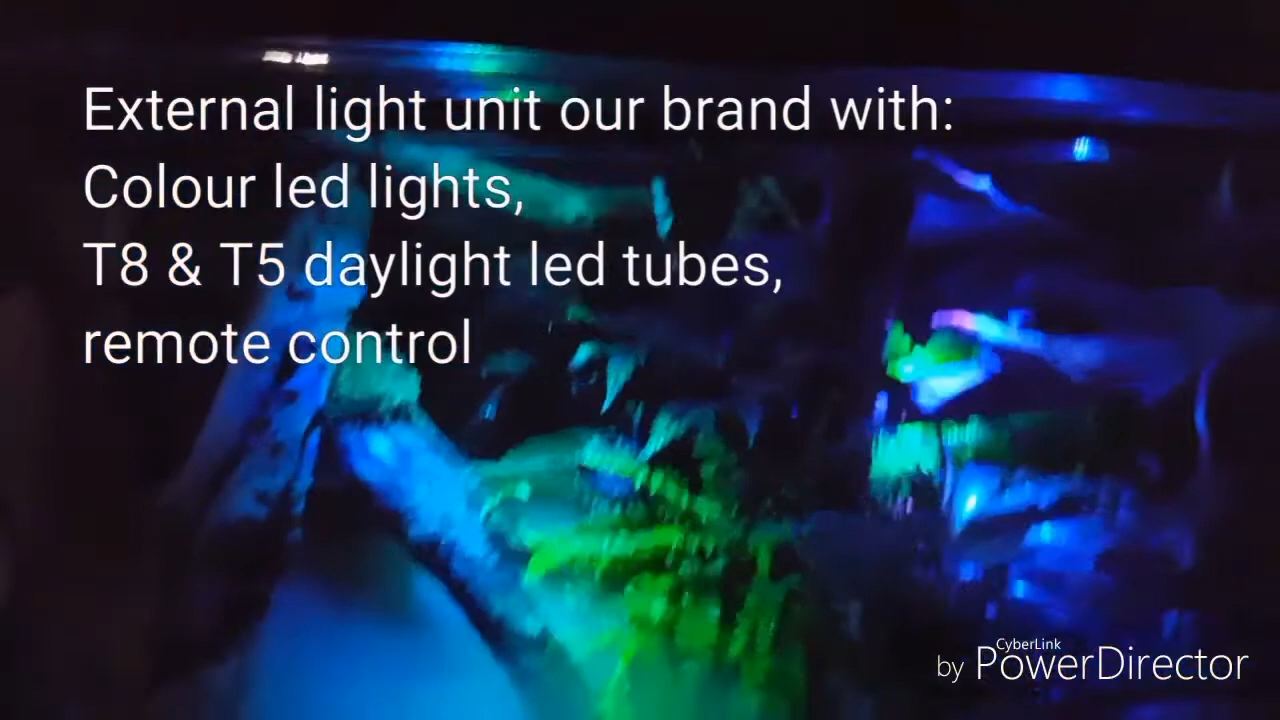 External light unit our brand with:
Colour led lights,
T8 & T5 daylight led tubes,
remote control
CyberLink
by PowerDirector